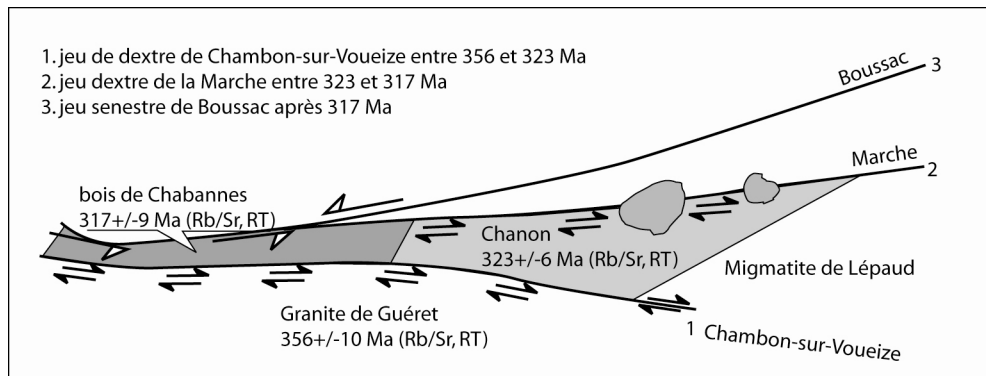 1. jeu de dextre de Chambon-sur-Voueize entre 356 et 323 Ma
2. jeu dextre de la Marche entre 323 et 317 Ma
3. jeu senestre de Boussac après 317 Ma
Boussac
3
Marche
2
bois de Chabannes
317+/-9 Ma (Rb/Sr, RT)
Chanon
323+/-6 Ma (Rb/Sr, RT)
Migmatite de Lépaud
Granite de Guéret
356+/-10 Ma (Rb/Sr, RT)
1 Chambon-sur-Voueize